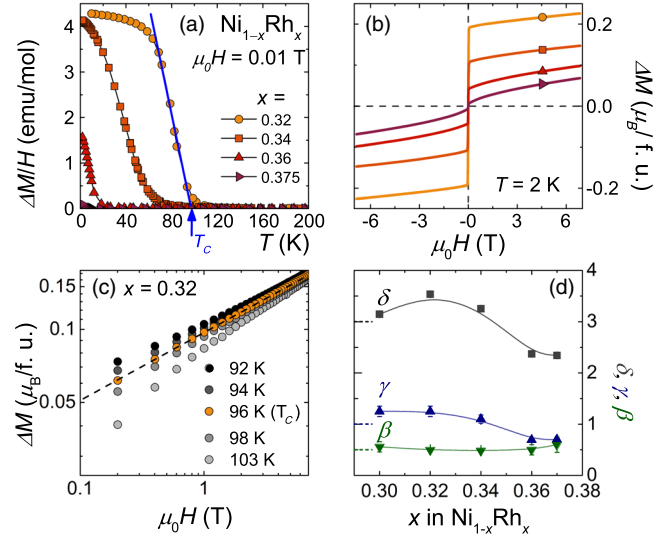 (a) Ni1-xRhx
μ0H = 0.01 T
x =
0.32
0.34
0.36
0.375
4
3
2
1
0
0 40 80 120 160 200
ΔM/H (emu/mol)
T (K)
TC
(b)
T = 2 K
0.2
0.0
-0.2
-6 -3 -0 3 6
μ0H (T)
ΔM (μB/ f. u.)
(c) x = 0.32
0.15
0.1
0.05
92 K
94 K
96 K (TC)
98 K
103 K
0.1 1
μ0H (T)
ΔM (μB/f. u.)
(d)
δ
γ
β
4
3
2
1
0
0.30 0.32 0.34 0.36 0.38
x in Ni1-xRhx
δ, γ, β